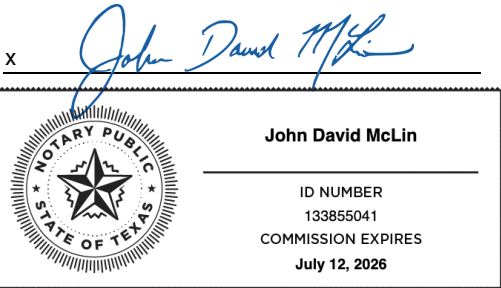 John David McLin
x
NOTARY PUBLIC
STATE OF TEXAS
John David McLin
ID NUMBER
133855041
COMMISSION EXPIRES
July 12, 2026